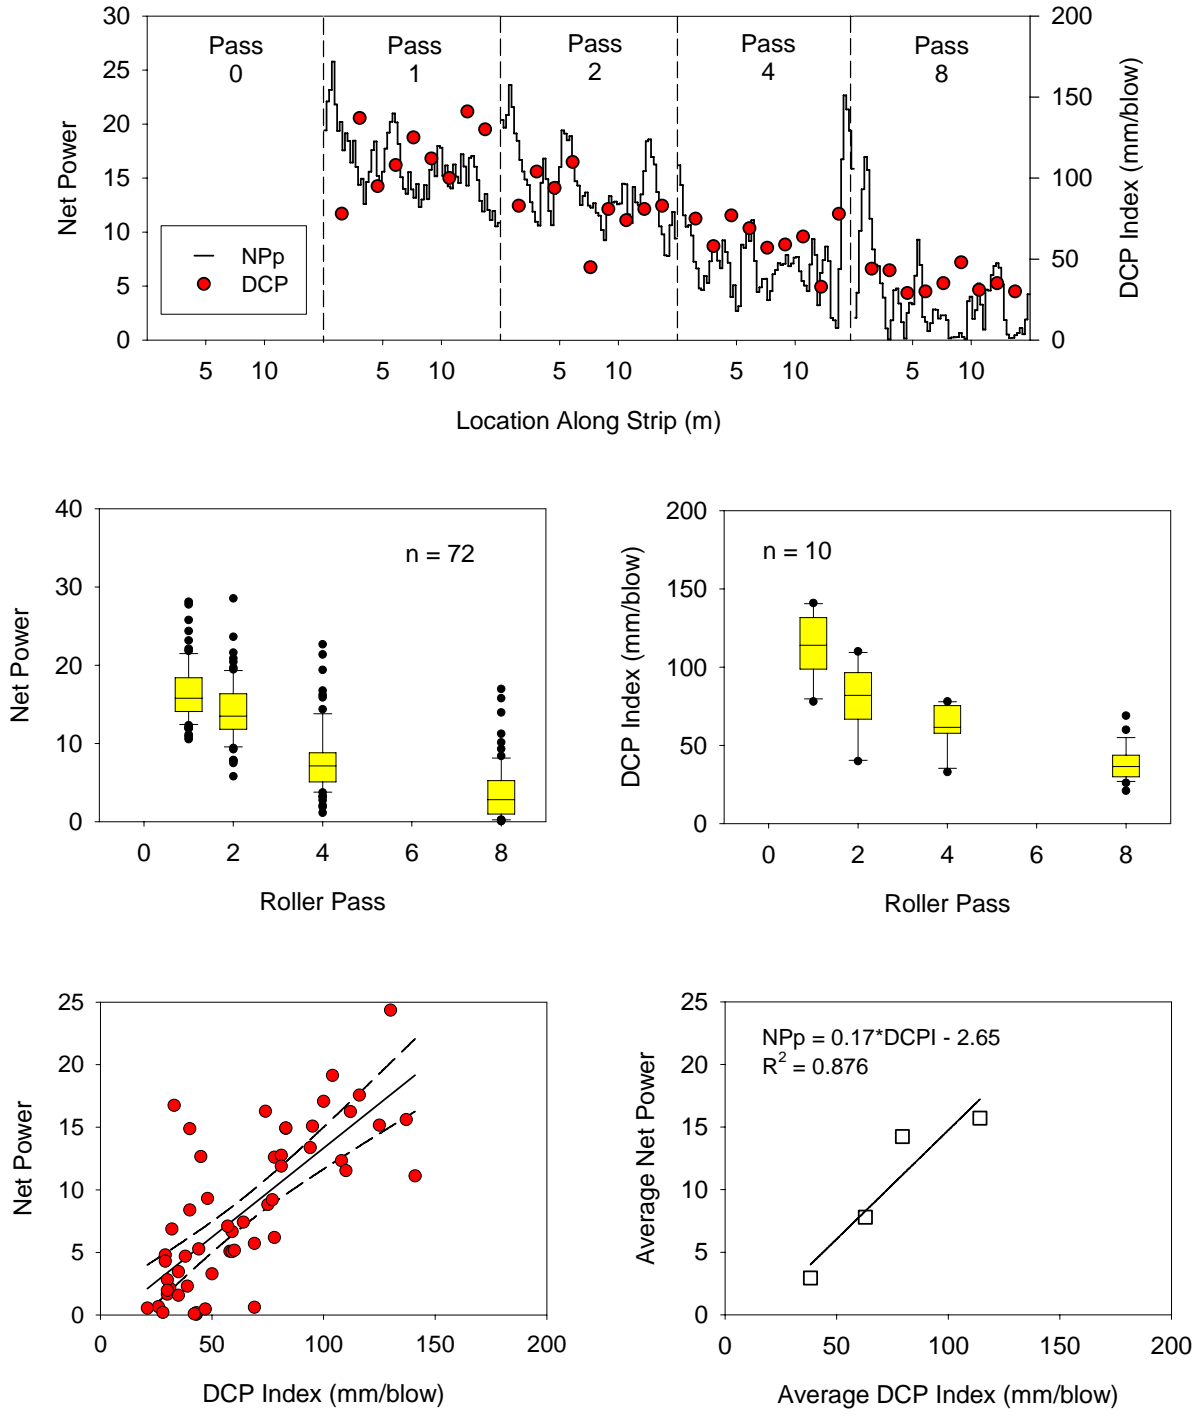 30
25
20
15
10
5
0
Net Power
Pass Pass Pass Pass Pass
0 1 2 4 8
NPp
DCP
200
150
100
50
0
DCP Index (mm/blow)
5 10 5 10 5 10 5 10 5 10
Location Along Strip (m)
40
30
20
10
0
Net Power
n = 72
0 2 4 6 8
Roller Pass
200
150
100
50
0
DCP Index (mm/blow)
n = 10
0 2 4 6 8
Roller Pass
25
20
15
10
5
0
Net Power
0 50 100 150 200
DCP Index (mm/blow)
25
20
15
10
5
0
Average Net Power
NPp = 0.17*DCPI - 2.65
R² = 0.876
0 50 100 150 200
Average DCP Index (mm/blow)